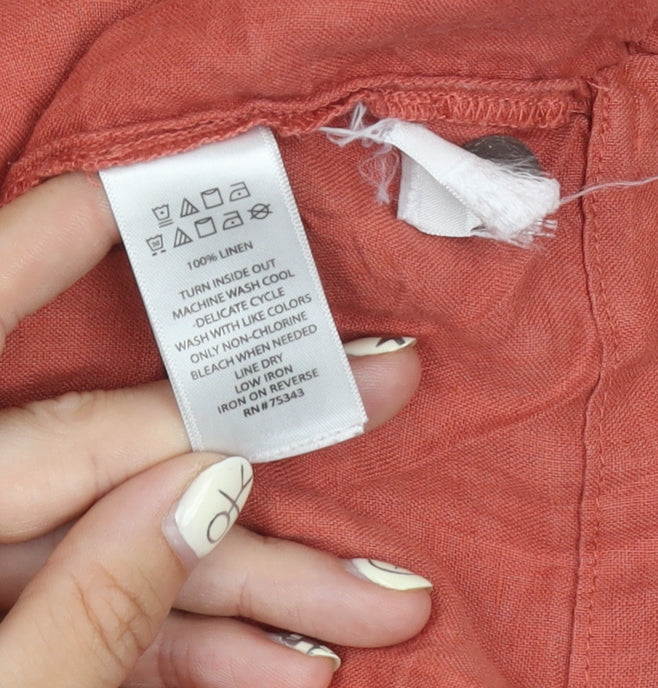 100% LINEN
TURN INSIDE OUT
MACHINE WASH COOL
-DELICATE CYCLE
WASH WITH LIKE COLORS
ONLY NON-CHLORINE
BLEACH WHEN NEEDED
LINE DRY
LOW IRON
IRON ON REVERSE
RN#75343